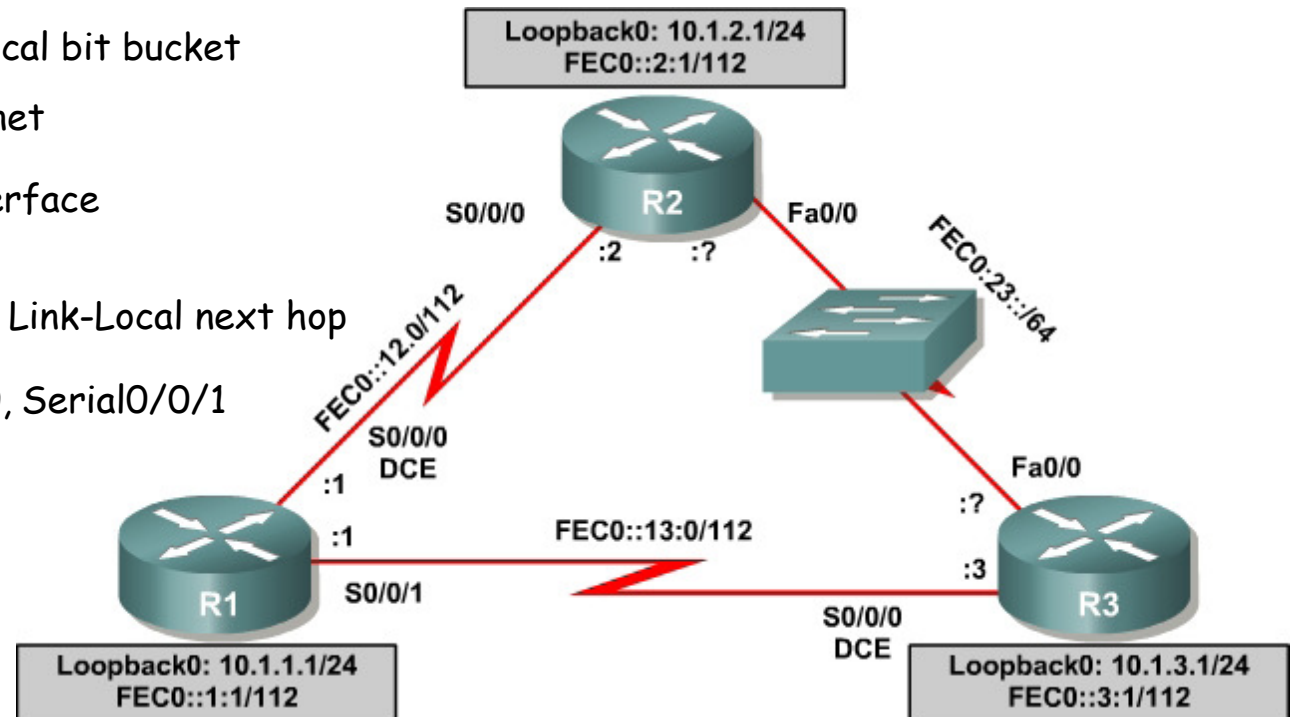 cal bit bucket
net
erface
Link-Local next hop
, Serial0/0/1
Loopback0: 10.1.2.1/24
FEC0::2:1/112
R2
S0/0/0
Fa0/0
:2
:?
FEC0:23::/64
FEC0::12.0/112
S0/0/0
DCE
:1
:1
FEC0::13:0/112
Fa0/0
:?
:3
R1
S0/0/1
S0/0/0
DCE
R3
Loopback0: 10.1.1.1/24
FEC0::1:1/112
Loopback0: 10.1.3.1/24
FEC0::3:1/112